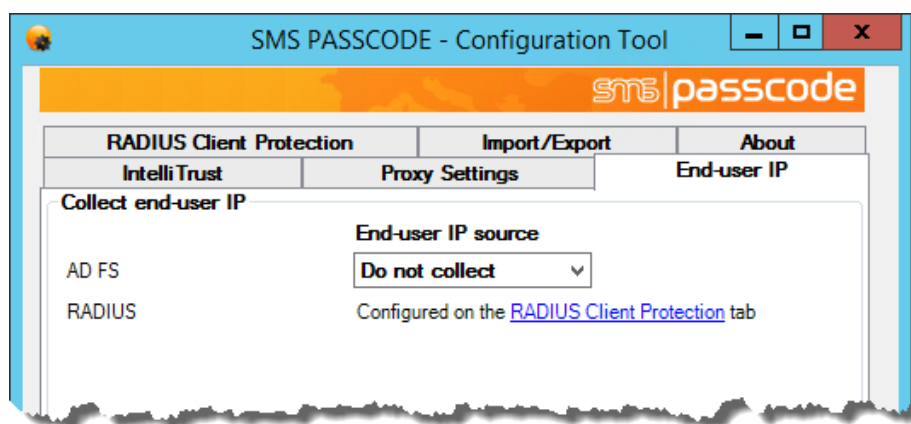 SMS PASSCODE - Configuration Tool
sms passcode
RADIUS Client Protection Import/Export About
IntelliTrust Proxy Settings End-user IP
Collect end-user IP
End-user IP source
AD FS Do not collect
RADIUS Configured on the RADIUS Client Protection tab